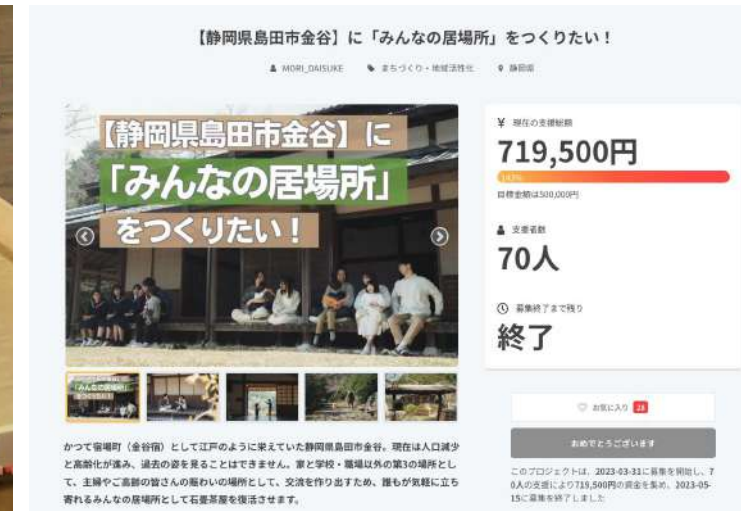 【静岡県島田市金谷】に「みんなの居場所」をつくりたい！
MORI_DAISUKE まちづくり・地域活性化 静岡県
【静岡県島田市金谷】に
「みんなの居場所」
をつくりたい！
¥ 現在の支援総額
719,500円
143%
目標金額は500,000円
支援者数
70人
募集終了まで残り
終了
お気に入り 28
おめでとうございます
このプロジェクトは、2023-03-31に募集を開始し、7
0人の支援により719,500円の資金を集め、2023-05-
15に募集を終了しました
かつて宿場町（金谷宿）として江戸のように栄えていた静岡県島田市金谷。現在は人口減少
と高齢化が進み、過去の姿を見ることはできません。家と学校・職場以外の第3の場所とし
て、主婦やご高齢の皆さんの賑わいの場所として、交流を作り出すため、誰もが気軽に立ち
寄れるみんなの居場所として石畳茶屋を復活させます。